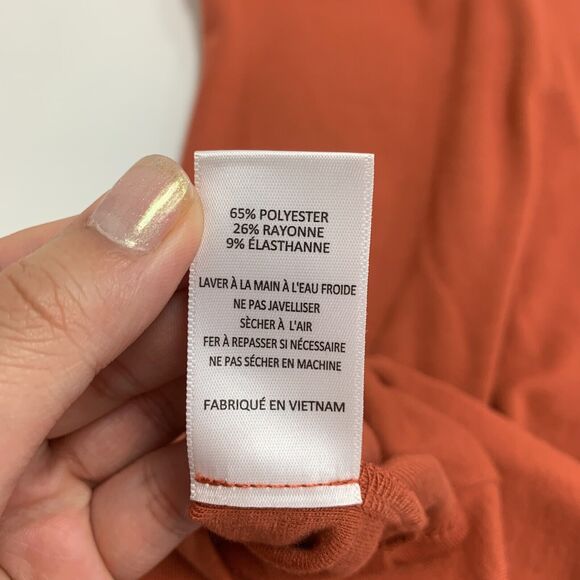 65% POLYESTER
26% RAYONNE
9% ÉLASTHANNE
LAVER À LA MAIN À L'EAU FROIDE
NE PAS JAVELLISER
SÈCHER À L'AIR
FER À REPASSER SI NÉCESSAIRE
NE PAS SÉCHER EN MACHINE
FABRIQUÉ EN VIETNAM